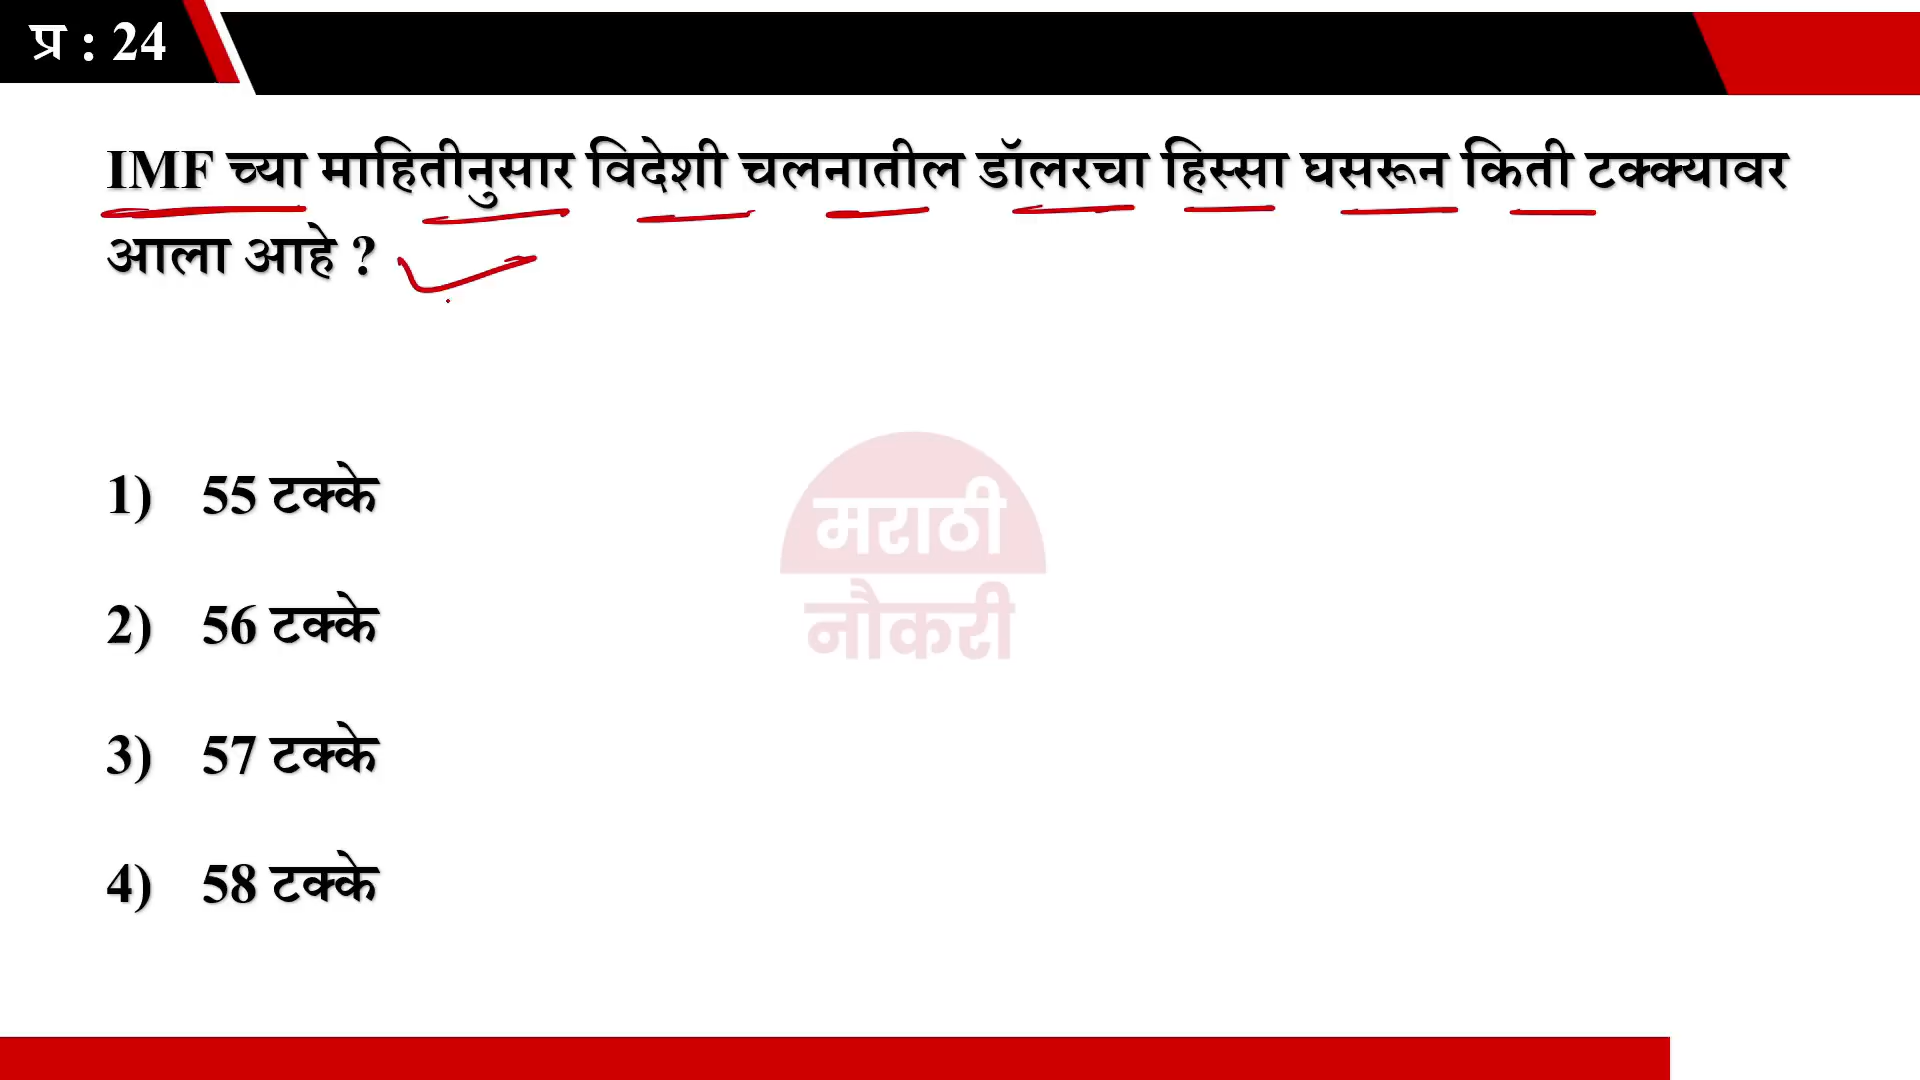 प्र : 24
IMF च्या माहितीनुसार विदेशी चलनातील डॉलरचा हिस्सा घसरून किती टक्क्यावर
आला आहे ?
1) 55 टक्के
मराठी
नौकरी
2) 56 टक्के
3) 57 टक्के
4) 58 टक्के